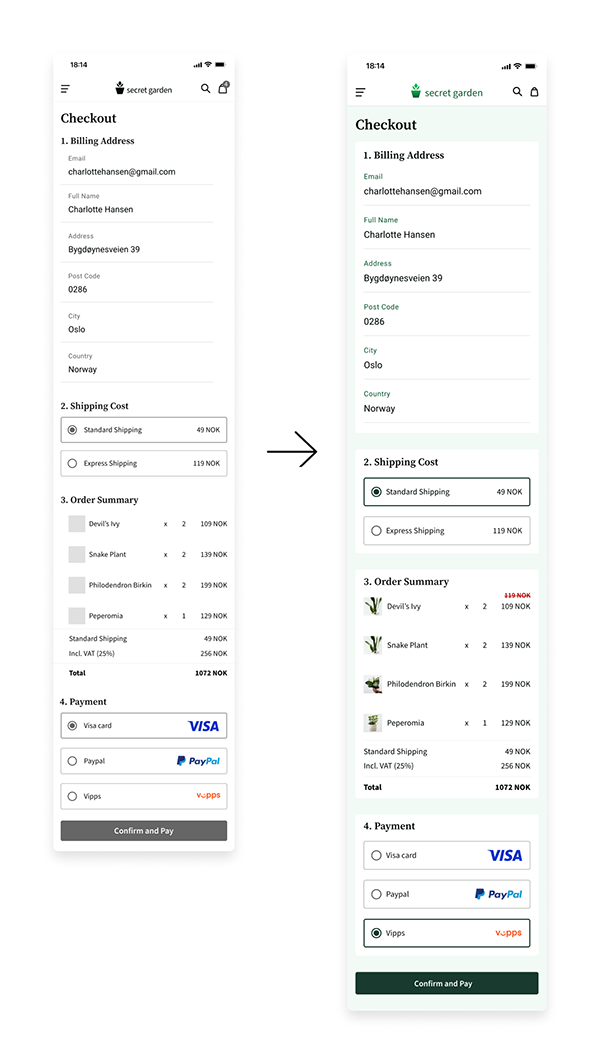 18:14
secret garden
4
Checkout
1. Billing Address
Email
charlottehansen@gmail.com
Full Name
Charlotte Hansen
Address
Bygdøynesveien 39
Post Code
0286
City
Oslo
Country
Norway
2. Shipping Cost
Standard Shipping 49 NOK
Express Shipping 119 NOK
3. Order Summary
Devil's Ivy x 2 109 NOK
Snake Plant x 2 139 NOK
Philodendron Birkin x 2 199 NOK
Peperomia x 1 129 NOK
Standard Shipping 49 NOK
Incl. VAT (25%) 256 NOK
Total 1072 NOK
4. Payment
Visa card VISA
Paypal PayPal
Vipps vipps
Confirm and Pay
18:14
secret garden
Checkout
1. Billing Address
Email
charlottehansen@gmail.com
Full Name
Charlotte Hansen
Address
Bygdøynesveien 39
Post Code
0286
City
Oslo
Country
Norway
2. Shipping Cost
Standard Shipping 49 NOK
Express Shipping 119 NOK
3. Order Summary
119 NOK
Devil's Ivy x 2 109 NOK
Snake Plant x 2 139 NOK
Philodendron Birkin x 2 199 NOK
Peperomia x 1 129 NOK
Standard Shipping 49 NOK
Incl. VAT (25%) 256 NOK
Total 1072 NOK
4. Payment
Visa card VISA
Paypal PayPal
Vipps vipps
Confirm and Pay